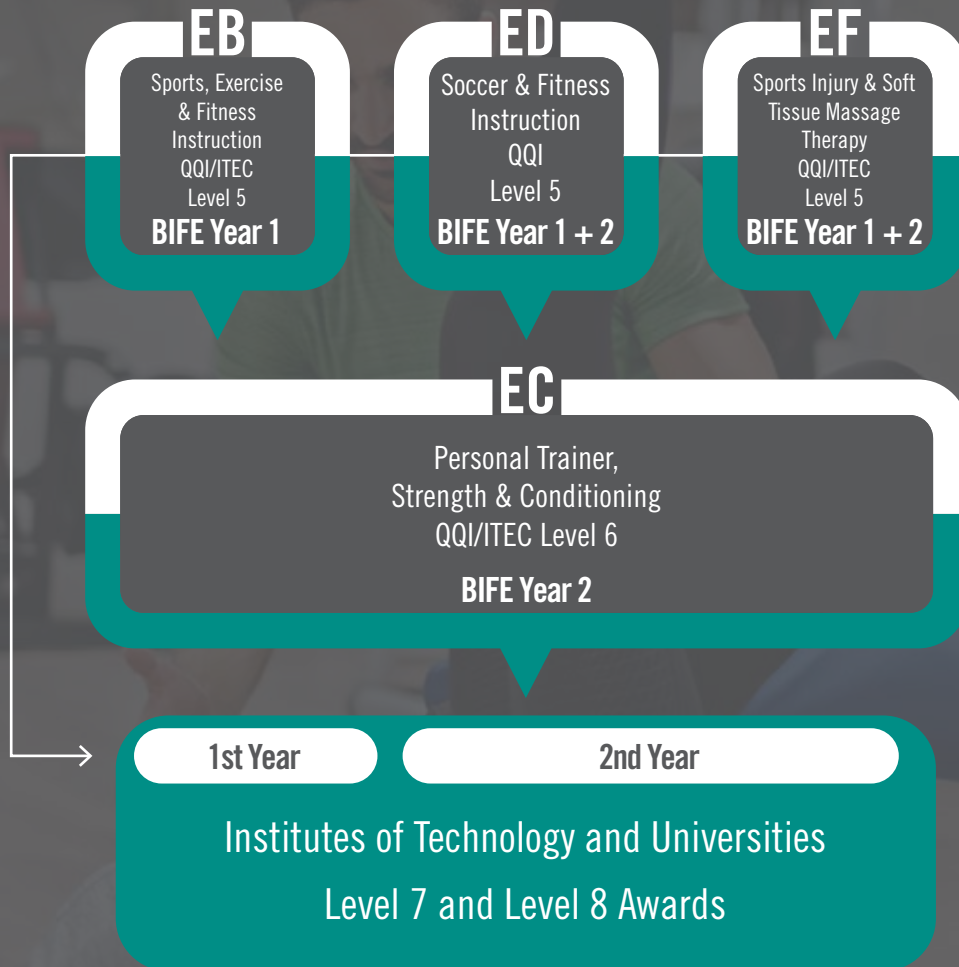 EB
Sports, Exercise
& Fitness
Instruction
QQI/ITEC
Level 5
BIFE Year 1
ED
Soccer & Fitness
Instruction
QQI
Level 5
BIFE Year 1 + 2
EF
Sports Injury & Soft
Tissue Massage
Therapy
QQI/ITEC
Level 5
BIFE Year 1 + 2
EC
Personal Trainer,
Strength & Conditioning
QQI/ITEC Level 6
BIFE Year 2
1st Year
2nd Year
Institutes of Technology and Universities
Level 7 and Level 8 Awards